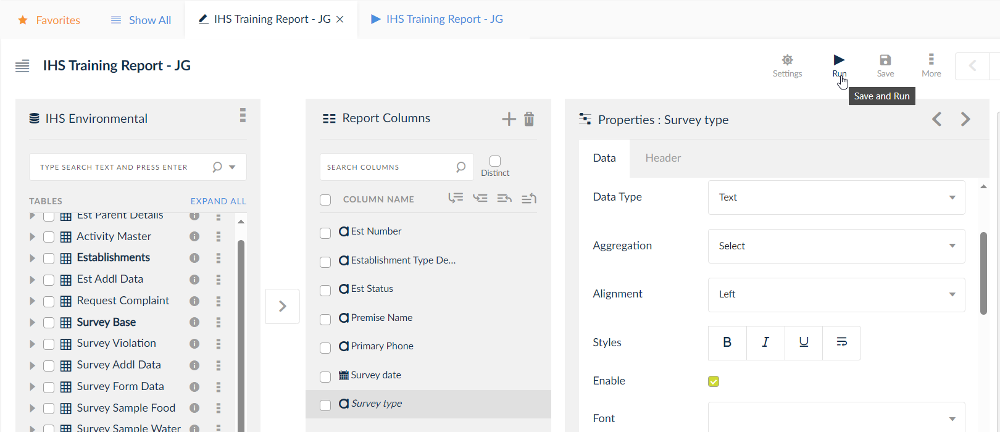 Favorites
Show All
IHS Training Report - JG
IHS Training Report - JG
IHS Training Report - JG
Settings
Run
Save
More
Save and Run
IHS Environmental
TYPE SEARCH TEXT AND PRESS ENTER
TABLES
EXPAND ALL
Est Parent Details
Activity Master
Establishments
Est Addl Data
Request Complaint
Survey Base
Survey Violation
Survey Addl Data
Survey Form Data
Survey Sample Food
Survey Sample Water
Report Columns
SEARCH COLUMNS
Distinct
COLUMN NAME
Est Number
Establishment Type De...
Est Status
Premise Name
Primary Phone
Survey date
Survey type
Properties : Survey type
Data
Header
Data Type
Text
Aggregation
Select
Alignment
Left
Styles
B I U
Enable
Font